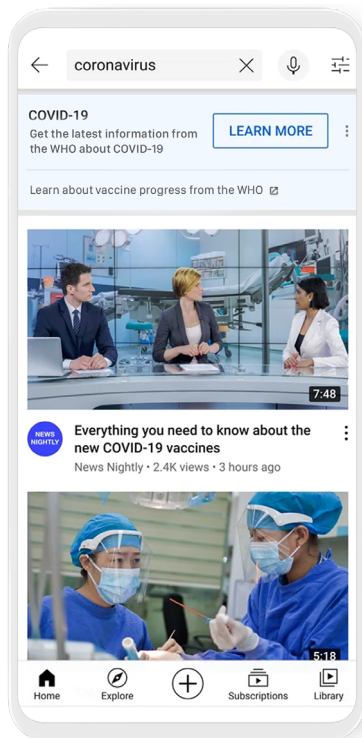 coronavirus
COVID-19
Get the latest information from
the WHO about COVID-19
LEARN MORE
Learn about vaccine progress from the WHO
7:48
NEWS
NIGHTLY
Everything you need to know about the
new COVID-19 vaccines
News Nightly • 2.4K views • 3 hours ago
5:18
Home
Explore
Subscriptions
Library